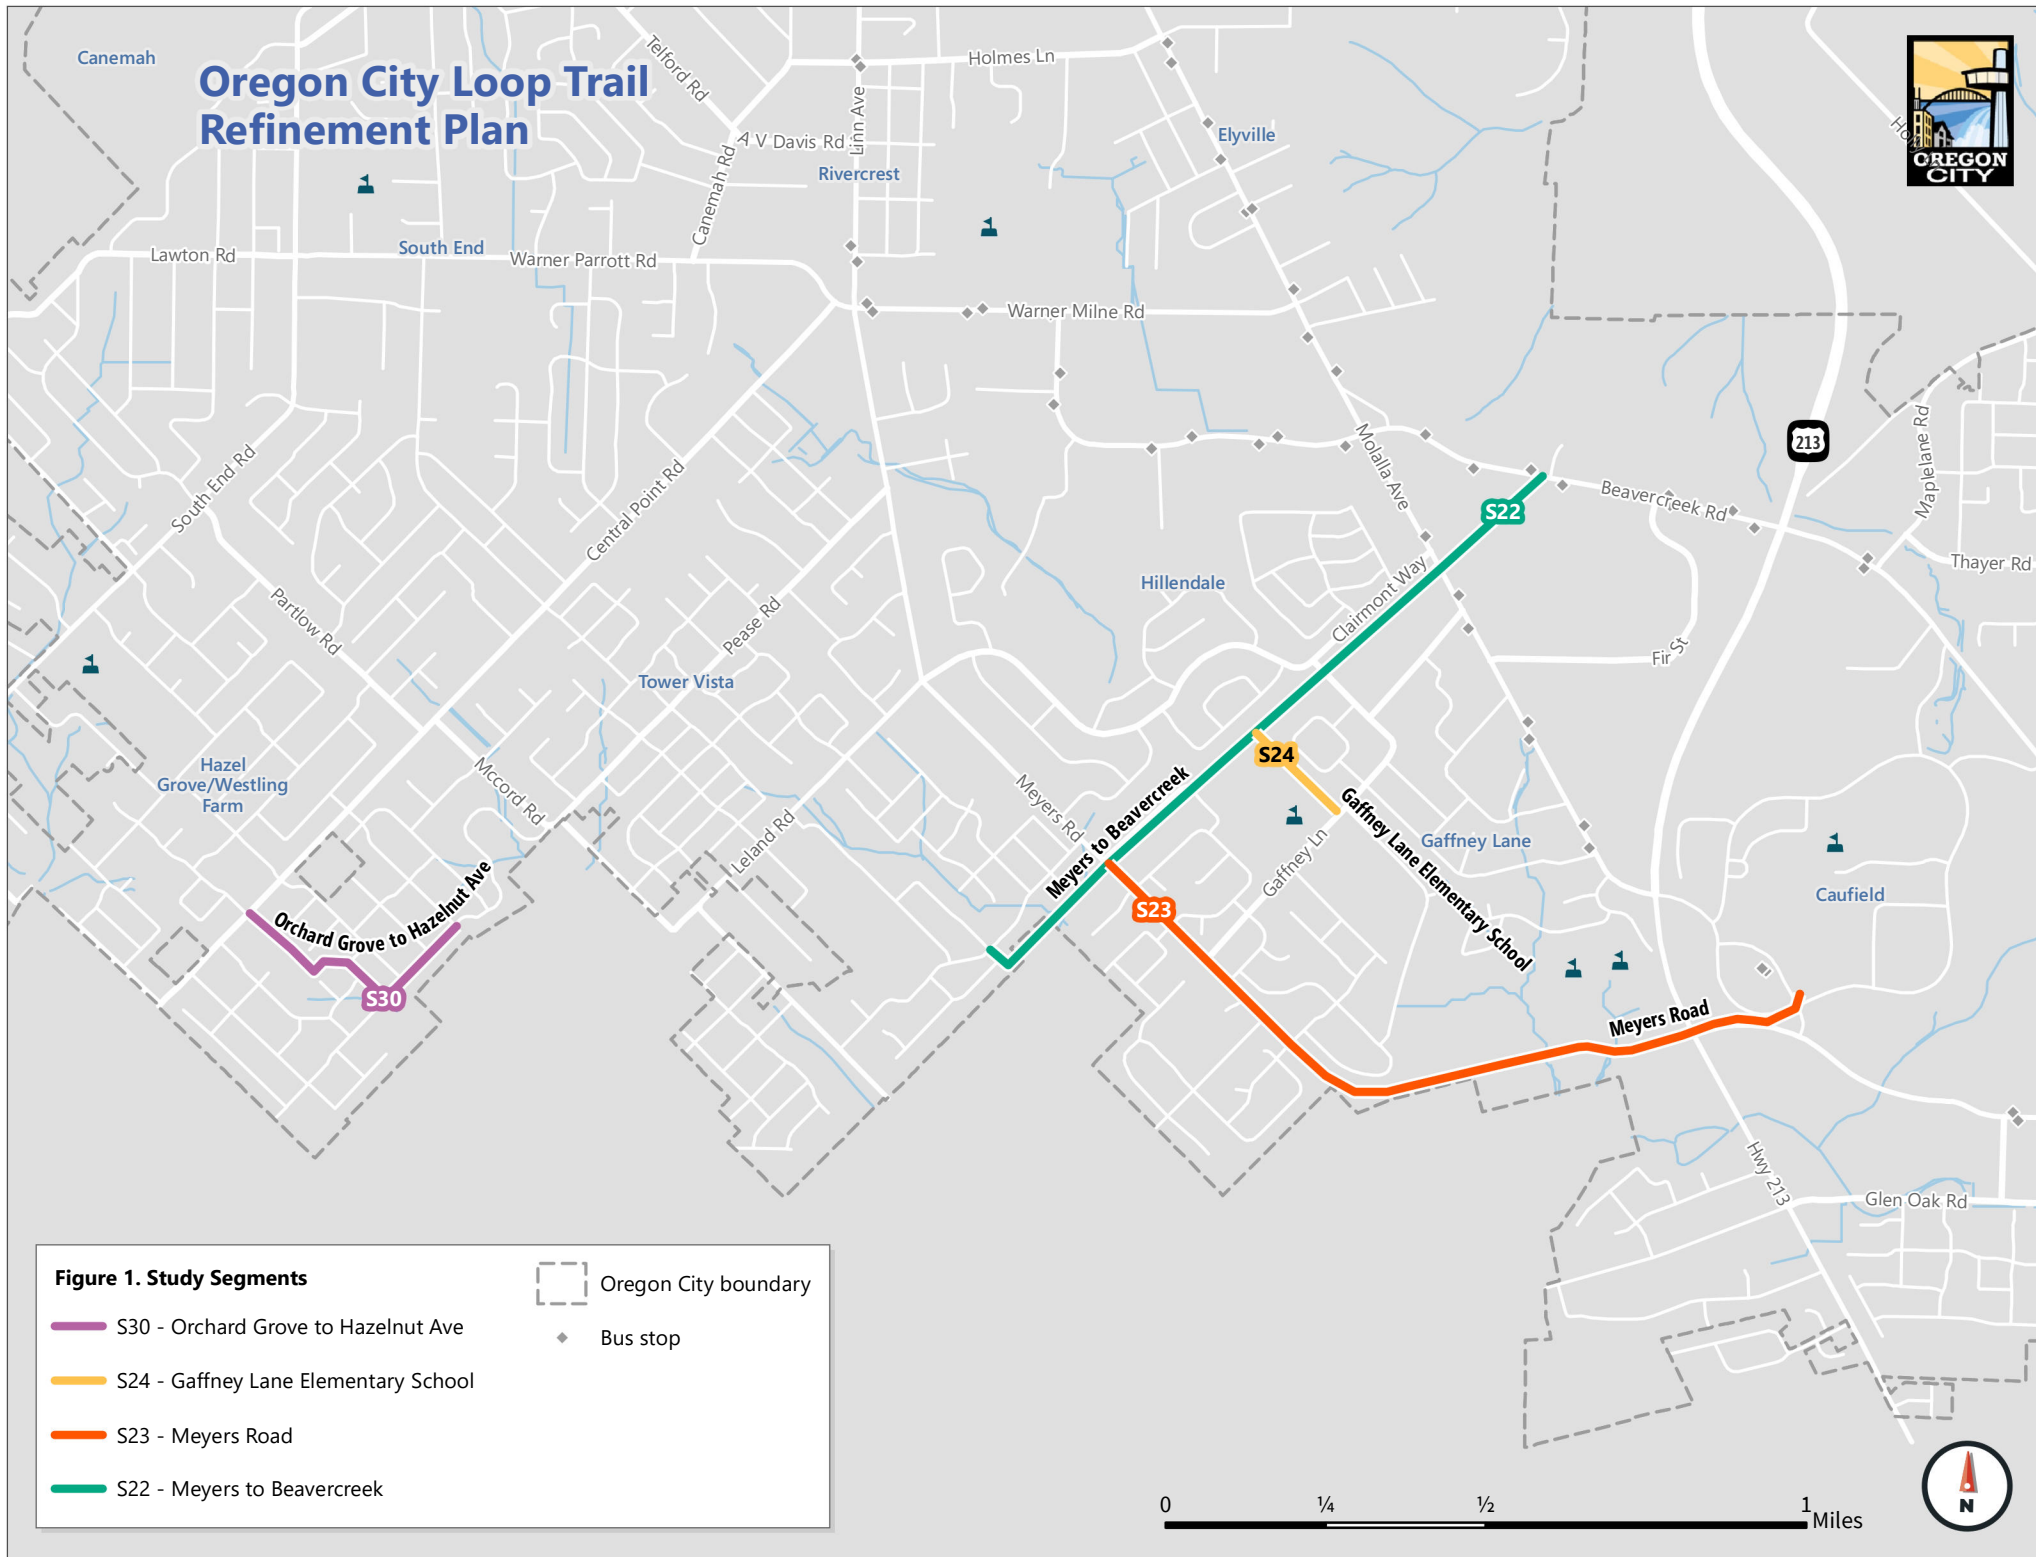 Canemah
Oregon City Loop Trail
Refinement Plan
Telford Rd
Holmes Ln
Linn Ave
A V Davis Rd
Canemah Rd
Rivercrest
Elyville
OREGON
CITY
Lawton Rd
South End
Warner Parrott Rd
Warner Milne Rd
South End Rd
Central Point Rd
Molalla Ave
213
Maplelane Rd
S22
Beavercreek Rd
Thayer Rd
Hillendale
Clairmont Way
Partlow Rd
Pease Rd
Fir St
Tower Vista
Hazel
Grove/Westling
Farm
Mccord Rd
Meyers Rd
Leland Rd
S24
Meyers to Beavercreek
Gaffney Lane Elementary School
Gaffney Lane
Gaffney Ln
Caufield
S23
Orchard Grove to Hazelnut Ave
S30
Meyers Road
Hwy 213
Glen Oak Rd
Figure 1. Study Segments
S30 - Orchard Grove to Hazelnut Ave
S24 - Gaffney Lane Elementary School
S23 - Meyers Road
S22 - Meyers to Beavercreek
Oregon City boundary
Bus stop
0 ¼ ½ 1
Miles
N